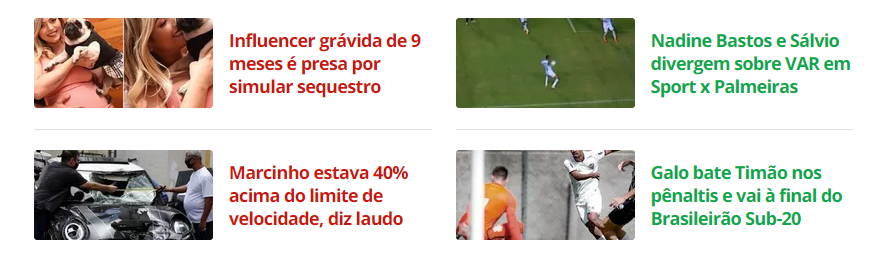 Influencer grávida de 9
meses é presa por
simular sequestro
Nadine Bastos e Sálvio
divergem sobre VAR em
Sport x Palmeiras
Marcinho estava 40%
acima do limite de
velocidade, diz laudo
Galo bate Timão nos
pênaltis e vai à final do
Brasileirão Sub-20